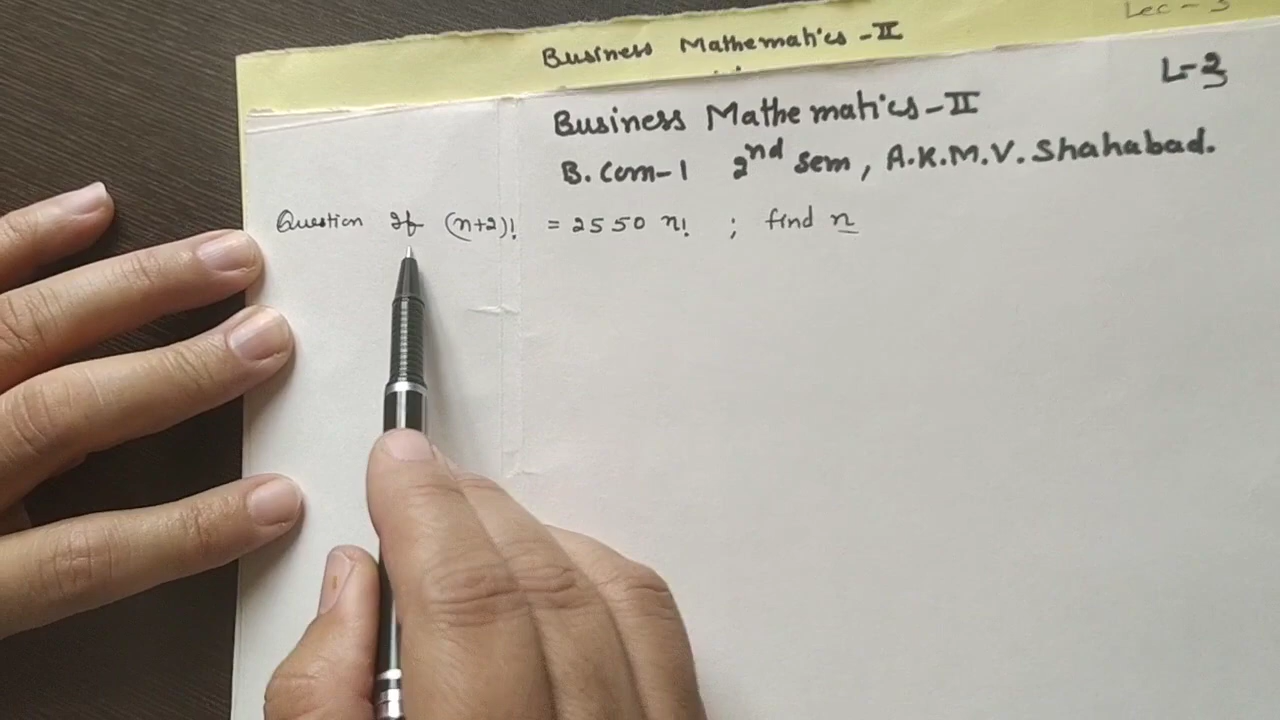 Lec - 3
Business Mathematics - II
L-3
Business Mathematics - II
B. Com-1 2nd sem, A.K.M.V. Shahabad.
Question If (n+2)! = 2550 n! ; find n